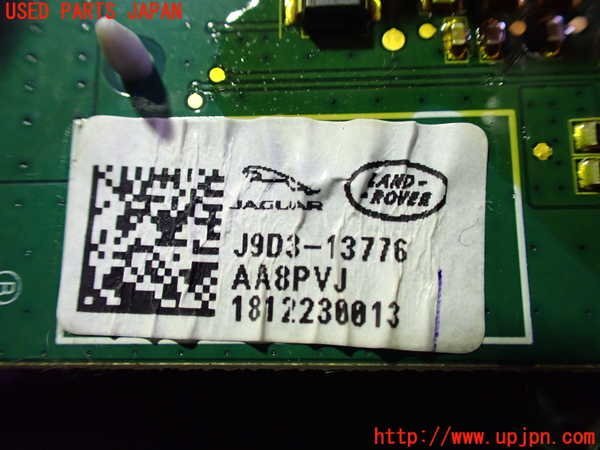 USED PARTS JAPAN
JAGUAR
LAND-
ROVER
J9D3-13776
AA8PVJ
1812230013
®
http://www.upjpn.com/